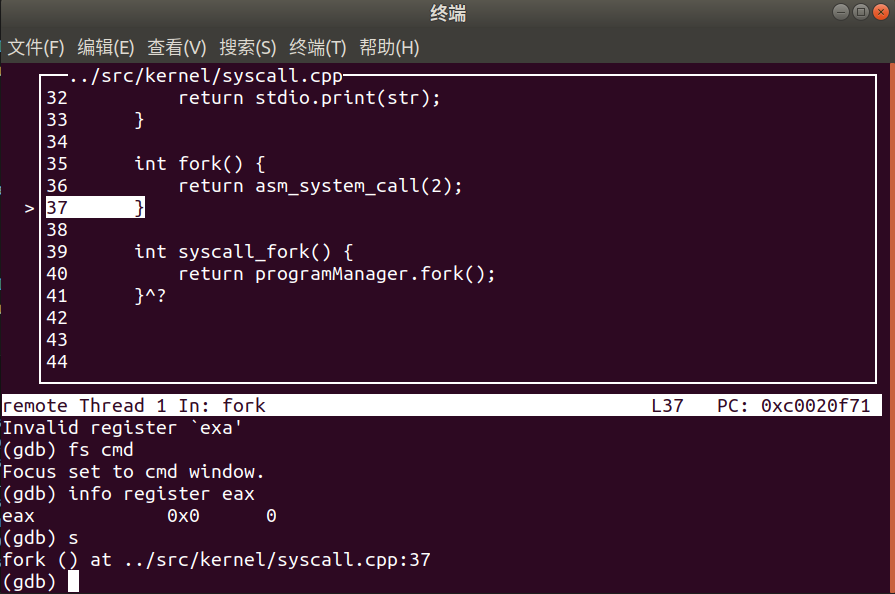 终端
文件(F) 编辑(E) 查看(V) 搜索(S) 终端(T) 帮助(H)
../src/kernel/syscall.cpp
32 return stdio.print(str);
33 }
34
35 int fork() {
36 return asm_system_call(2);
> 37 }
38
39 int syscall_fork() {
40 return programManager.fork();
41 }^?
42
43
44
remote Thread 1 In: fork L37 PC: 0xc0020f71
Invalid register `exa'
(gdb) fs cmd
Focus set to cmd window.
(gdb) info register eax
eax 0x0 0
(gdb) s
fork () at ../src/kernel/syscall.cpp:37
(gdb)